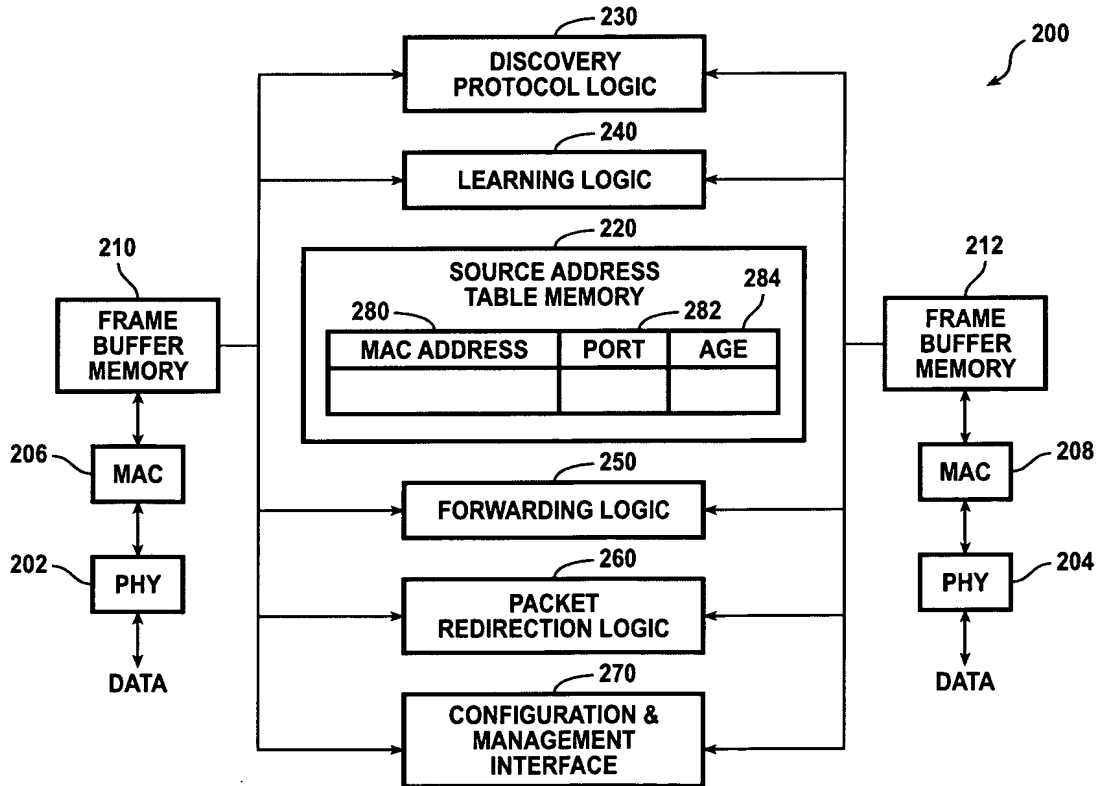 230
200
DISCOVERY
PROTOCOL LOGIC
240
LEARNING LOGIC
220
SOURCE ADDRESS
TABLE MEMORY
280
282
284
MAC ADDRESS
PORT
AGE
210
FRAME
BUFFER
MEMORY
212
FRAME
BUFFER
MEMORY
206
MAC
208
MAC
250
FORWARDING LOGIC
202
PHY
204
PHY
260
PACKET
REDIRECTION LOGIC
DATA
DATA
270
CONFIGURATION &
MANAGEMENT
INTERFACE